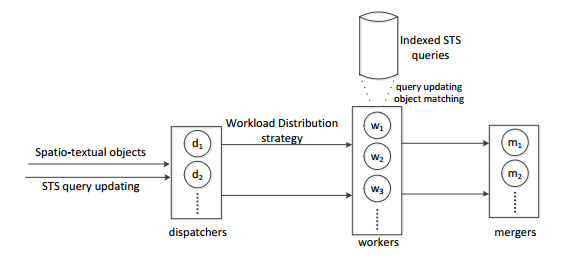 Indexed STS
queries
query updating
object matching
Workload Distribution
strategy
Spatio-textual objects
STS query updating
d1
d2
w1
w2
w3
m1
m2
dispatchers
workers
mergers